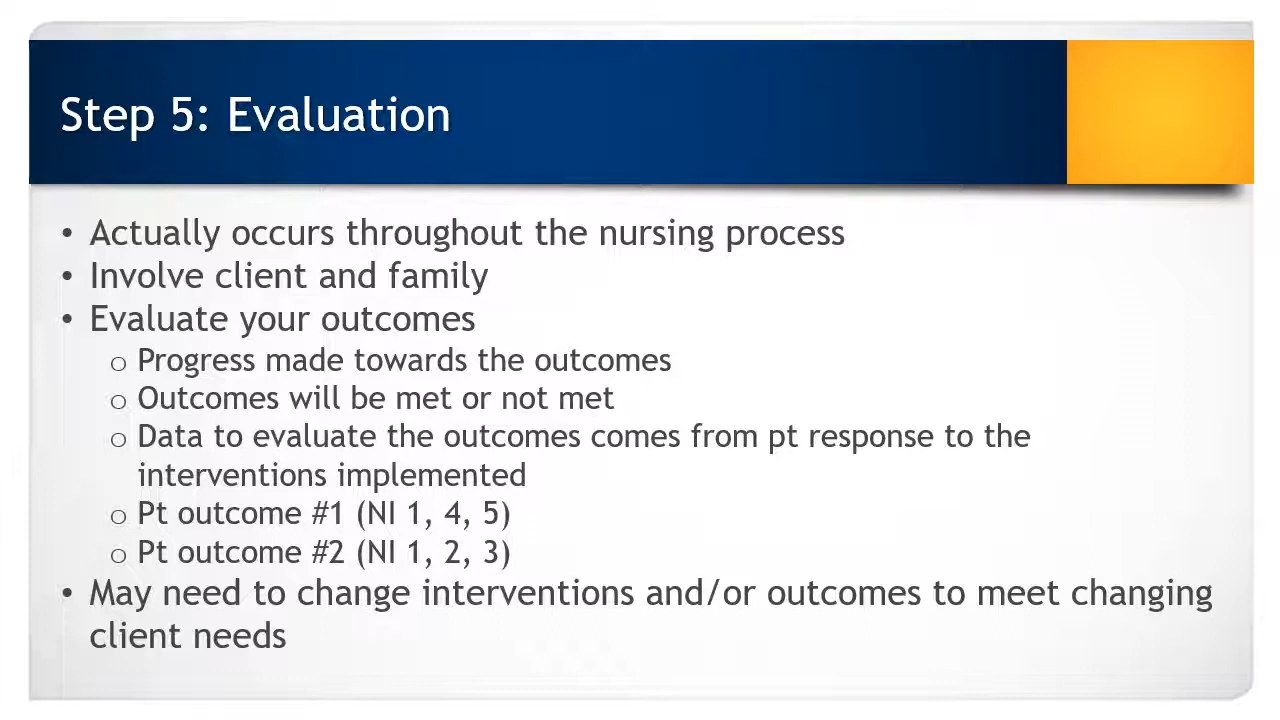 Step 5: Evaluation
• Actually occurs throughout the nursing process
• Involve client and family
• Evaluate your outcomes
o Progress made towards the outcomes
o Outcomes will be met or not met
o Data to evaluate the outcomes comes from pt response to the
interventions implemented
o Pt outcome #1 (NI 1, 4, 5)
o Pt outcome #2 (NI 1, 2, 3)
• May need to change interventions and/or outcomes to meet changing
client needs